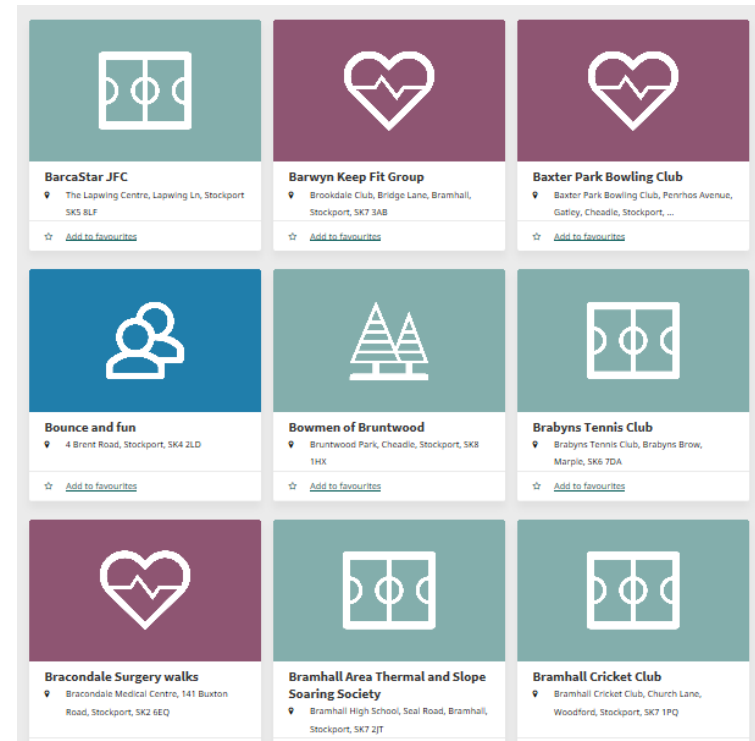 BarcaStar JFC
The Lapwing Centre, Lapwing Ln, Stockport
SK5 8LF
Add to favourites
Barwyn Keep Fit Group
Brookdale Club, Bridge Lane, Bramhall,
Stockport, SK7 3AB
Add to favourites
Baxter Park Bowling Club
Baxter Park Bowling Club, Penrhos Avenue,
Gatley, Cheadle, Stockport, ...
Add to favourites
Bounce and fun
4 Brent Road, Stockport, SK4 2LD
Add to favourites
Bowmen of Bruntwood
Bruntwood Park, Cheadle, Stockport, SK8
1HX
Add to favourites
Brabyns Tennis Club
Brabyns Tennis Club, Brabyns Brow,
Marple, SK6 7DA
Add to favourites
Bracondale Surgery walks
Bracondale Medical Centre, 141 Buxton
Road, Stockport, SK2 6EQ
Bramhall Area Thermal and Slope
Soaring Society
Bramhall High School, Seal Road, Bramhall,
Stockport, SK7 2JT
Bramhall Cricket Club
Bramhall Cricket Club, Church Lane,
Woodford, Stockport, SK7 1PQ